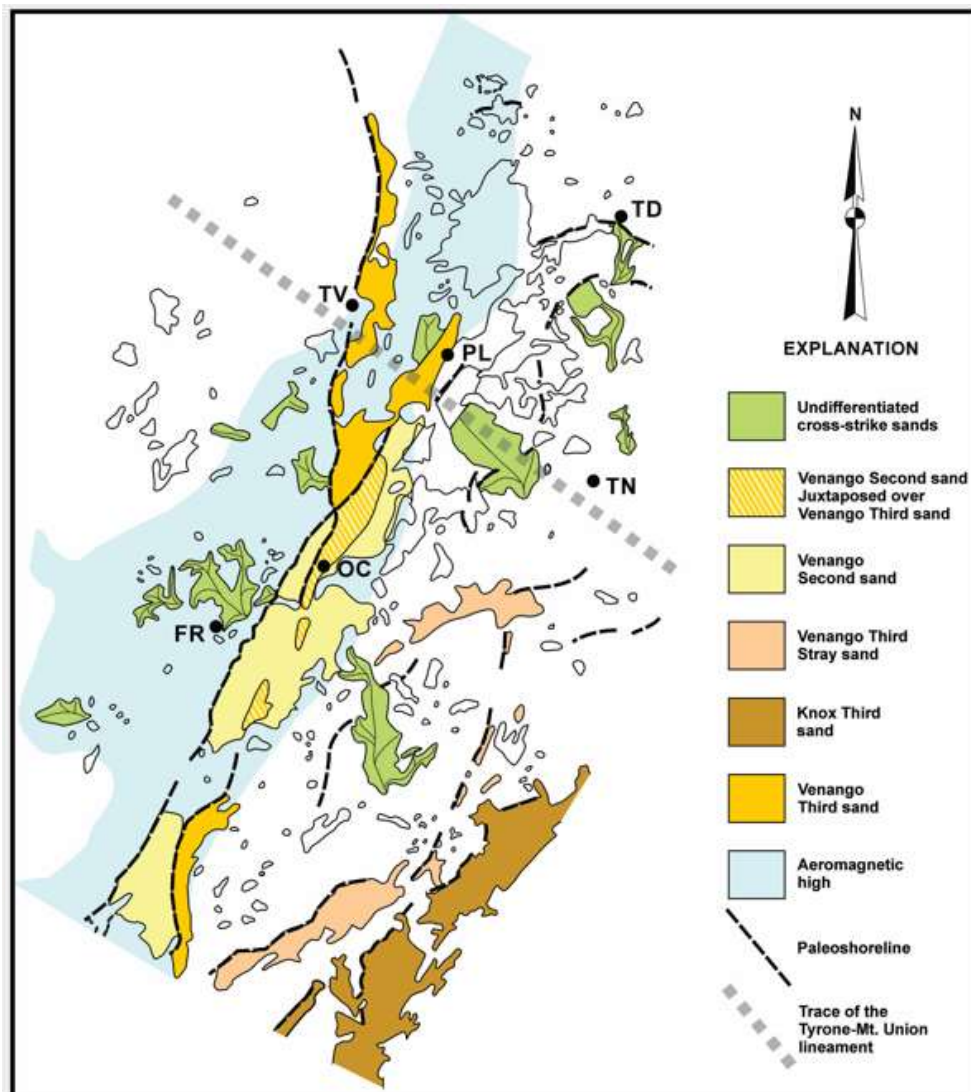 N
TD
TV
PL
TN
OC
FR
EXPLANATION
Undifferentiated
cross-strike sands
Venango Second sand
Juxtaposed over
Venango Third sand
Venango
Second sand
Venango Third
Stray sand
Knox Third
sand
Venango
Third sand
Aeromagnetic
high
Paleoshoreline
Trace of the
Tyrone-Mt. Union
lineament